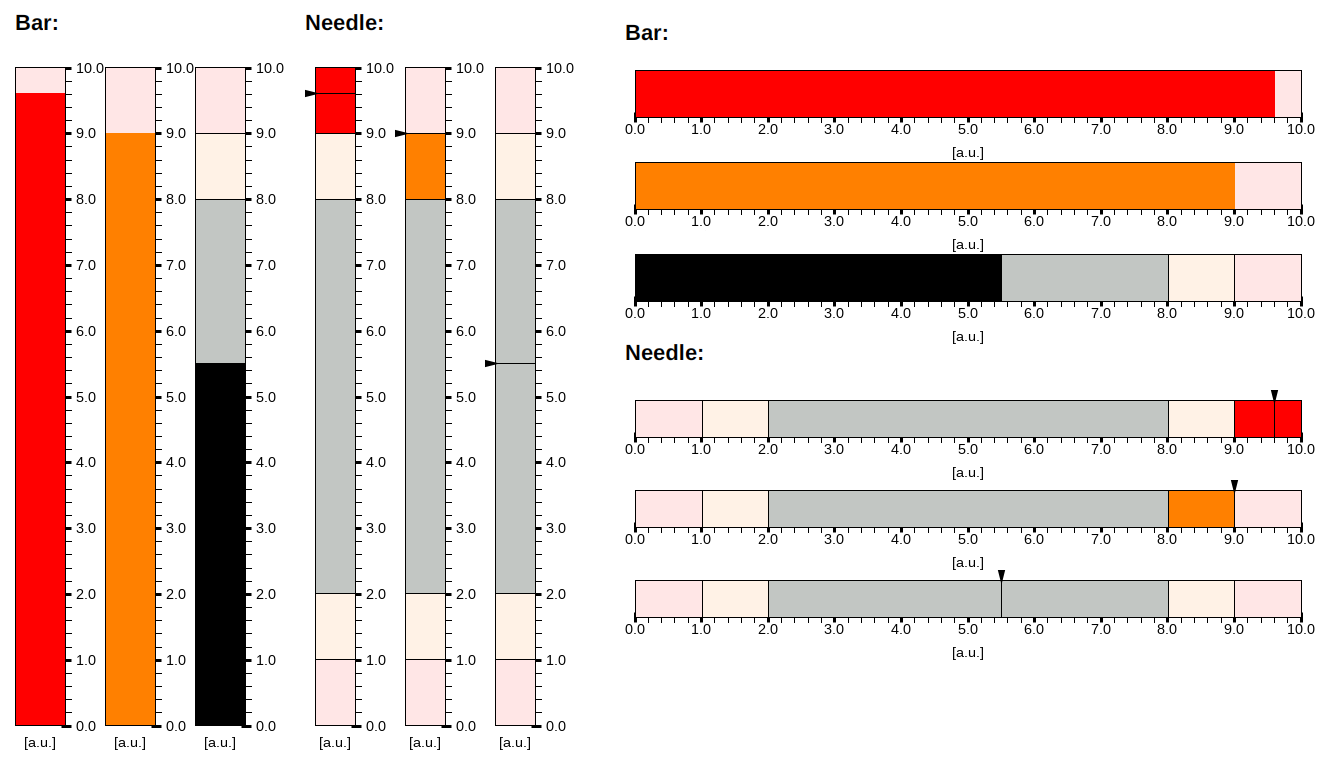 Bar:
Needle:
10.0 10.0 10.0 10.0 10.0 10.0
9.0 9.0 9.0 9.0 9.0 9.0
8.0 8.0 8.0 8.0 8.0 8.0
7.0 7.0 7.0 7.0 7.0 7.0
6.0 6.0 6.0 6.0 6.0 6.0
5.0 5.0 5.0 5.0 5.0 5.0
4.0 4.0 4.0 4.0 4.0 4.0
3.0 3.0 3.0 3.0 3.0 3.0
2.0 2.0 2.0 2.0 2.0 2.0
1.0 1.0 1.0 1.0 1.0 1.0
0.0 0.0 0.0 0.0 0.0 0.0
[a.u.] [a.u.] [a.u.] [a.u.] [a.u.] [a.u.]
Bar:
0.0 1.0 2.0 3.0 4.0 5.0 6.0 7.0 8.0 9.0 10.0
[a.u.]
0.0 1.0 2.0 3.0 4.0 5.0 6.0 7.0 8.0 9.0 10.0
[a.u.]
0.0 1.0 2.0 3.0 4.0 5.0 6.0 7.0 8.0 9.0 10.0
[a.u.]
Needle:
0.0 1.0 2.0 3.0 4.0 5.0 6.0 7.0 8.0 9.0 10.0
[a.u.]
0.0 1.0 2.0 3.0 4.0 5.0 6.0 7.0 8.0 9.0 10.0
[a.u.]
0.0 1.0 2.0 3.0 4.0 5.0 6.0 7.0 8.0 9.0 10.0
[a.u.]